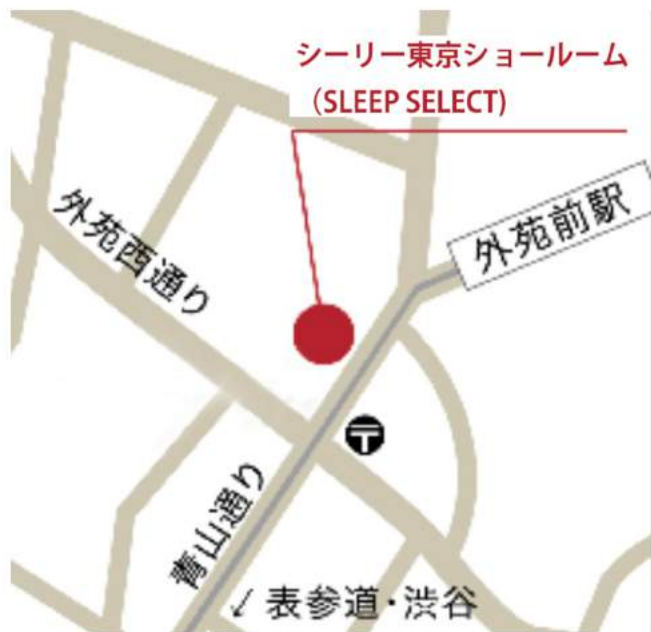 シーリー東京ショールーム
（SLEEP SELECT)
外苑前駅
外苑西通り
青山通り
〒
↙ 表参道・渋谷